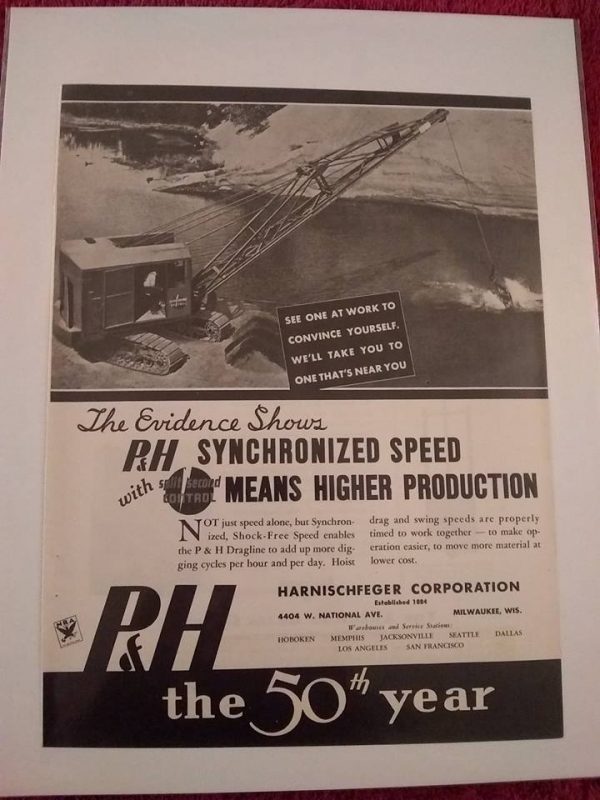 SEE ONE AT WORK TO
CONVINCE YOURSELF.
WE'LL TAKE YOU TO
ONE THAT'S NEAR YOU
The Evidence Shows
P&H SYNCHRONIZED SPEED
with split second CONTROL MEANS HIGHER PRODUCTION
NOT just speed alone, but Synchron-
ized, Shock-Free Speed enables
the P & H Dragline to add up more dig-
ging cycles per hour and per day. Hoist
drag and swing speeds are properly
timed to work together — to make op-
eration easier, to move more material at
lower cost.
P&H
HARNISCHFEGER CORPORATION
Established 1884
4404 W. NATIONAL AVE. MILWAUKEE, WIS.
Warehouses and Service Stations:
HOBOKEN MEMPHIS JACKSONVILLE SEATTLE DALLAS
LOS ANGELES SAN FRANCISCO
NRA
the 50th year